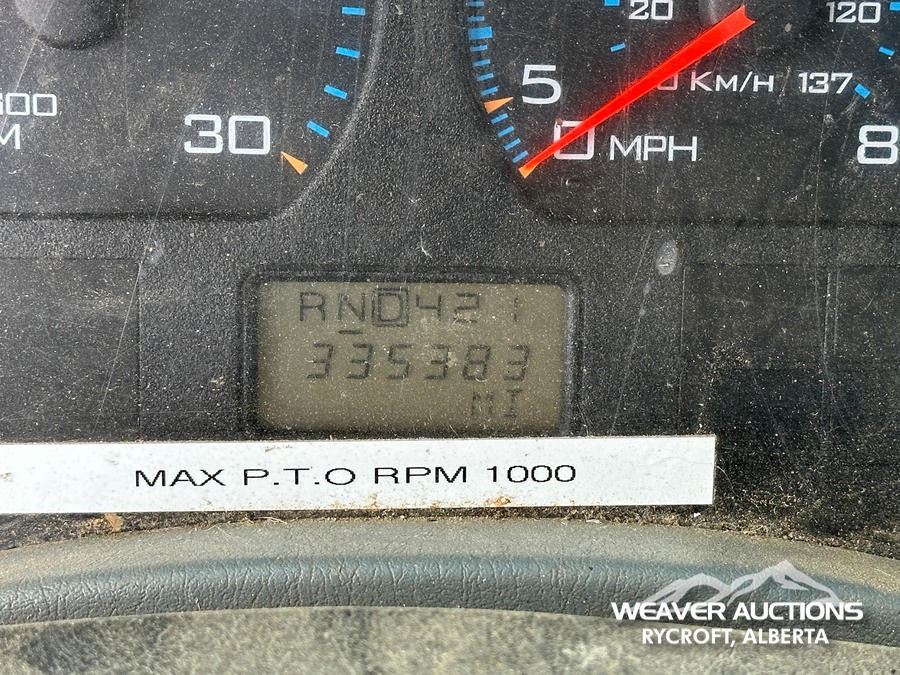 20
120
5
Km/H 137
30
0 MPH
8
RND421
335383
MI
MAX P.T.O RPM 1000
WEAVER AUCTIONS
RYCROFT, ALBERTA